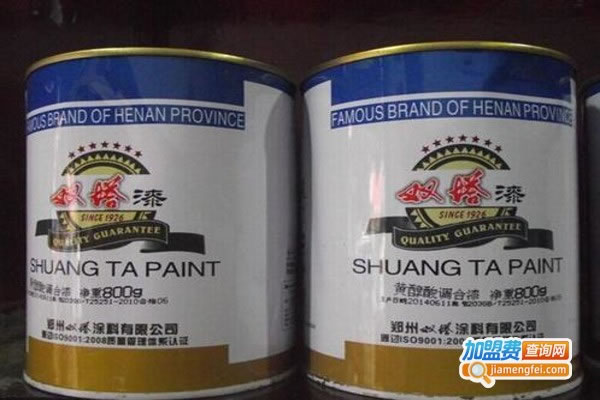 FAMOUS BRAND OF HENAN PROVINCE
双塔漆
SINCE 1926
QUALITY GUARANTEE
SHUANG TA PAINT
醇酸调合漆 净重800g
郑州双塔涂料有限公司
通过ISO9001:2008质量管理体系认证
FAMOUS BRAND OF HENAN PROVINCE
双塔漆
SINCE 1926
QUALITY GUARANTEE
SHUANG TA PAINT
黄醇酸调合漆 净重800g
郑州双塔涂料有限公司
通过ISO9001:2008质量管理体系认证
加盟费查询网
jiamengfei.com